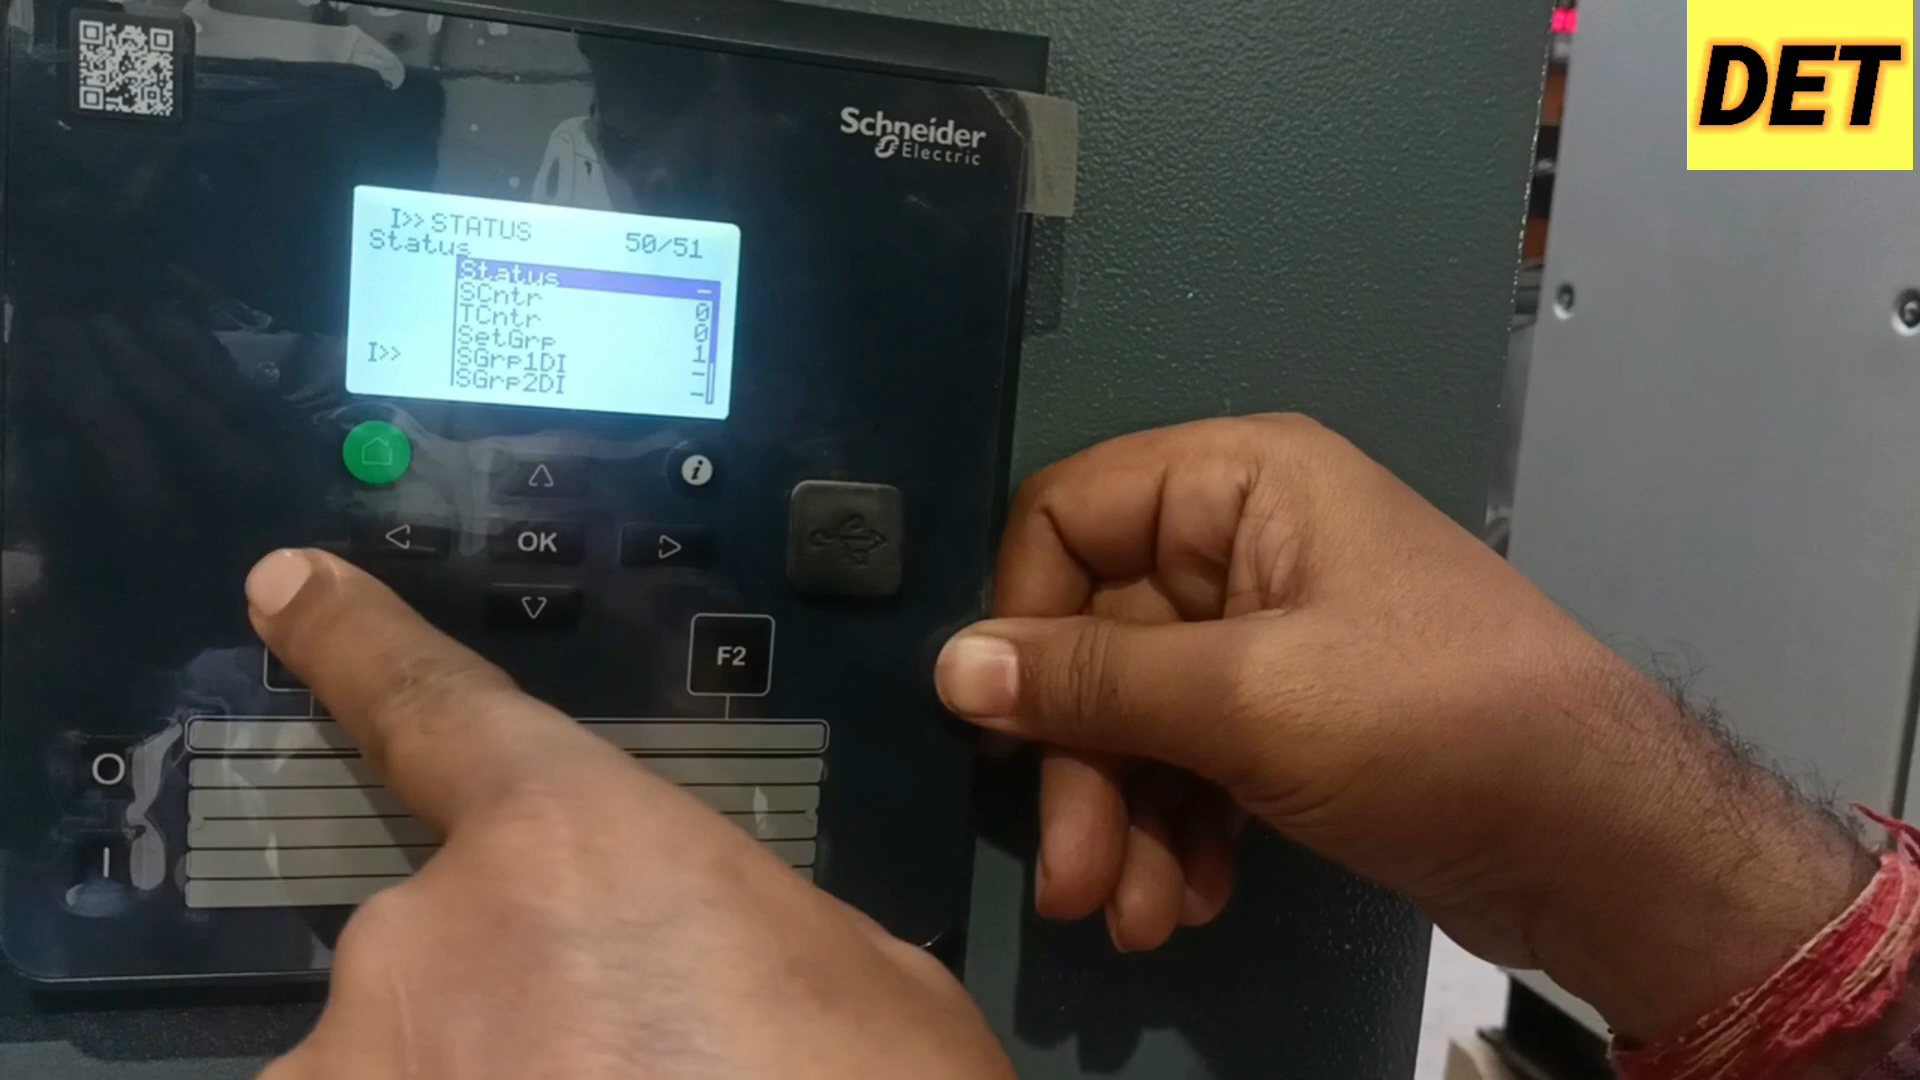 DET
Schneider
Electric
I>> STATUS 50/51
Status
Status -
SCntr 0
TCntr 0
SetGrp 1
SGrp1DI -
I>>
SGrp2DI -
OK
F2
O
I